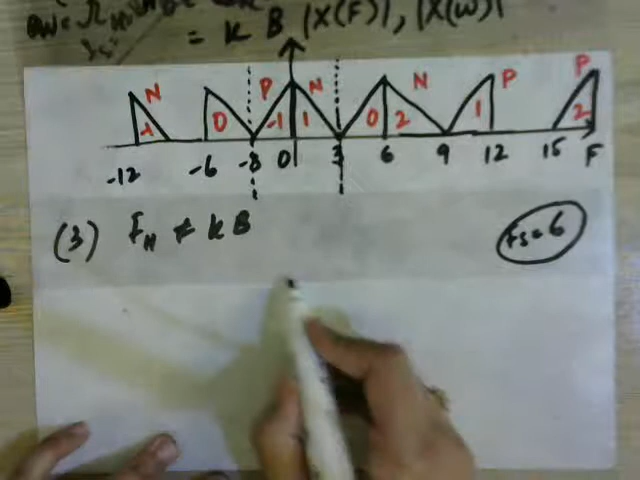 = K B |X(F)|, |X(ω)|
N P N N P P
-1 0 -1 1 0 2 1 2
-12 -6 -3 0 3 6 9 12 15 F
(3) F_H ≠ K B
Fs = 6